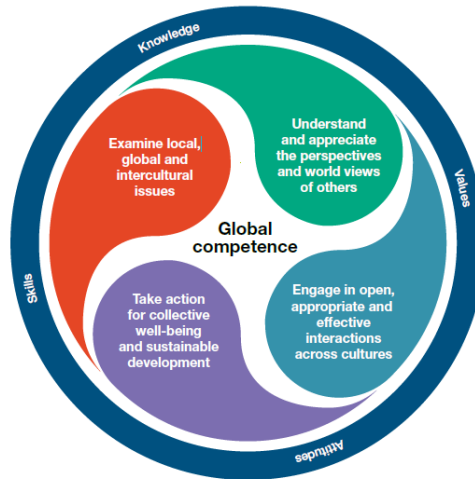 Knowledge
Examine local,
global and
intercultural
issues
Understand
and appreciate
the perspectives
and world views
of others
Values
Global
competence
Skills
Take action
for collective
well-being
and sustainable
development
Engage in open,
appropriate and
effective
interactions
across cultures
Attitudes